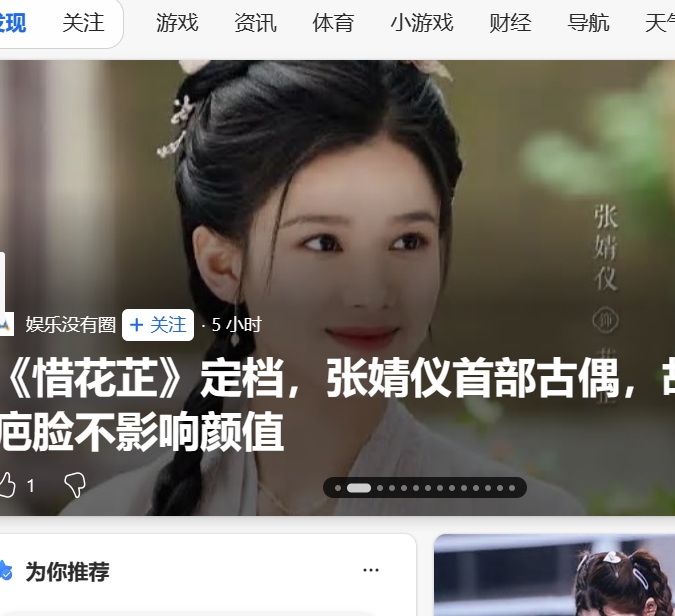 发现 关注 游戏 资讯 体育 小游戏 财经 导航 天气
张婧仪
饰
娱乐没有圈 + 关注 · 5 小时
《惜花芷》定档，张婧仪首部古偶，
疤脸不影响颜值
1
为你推荐